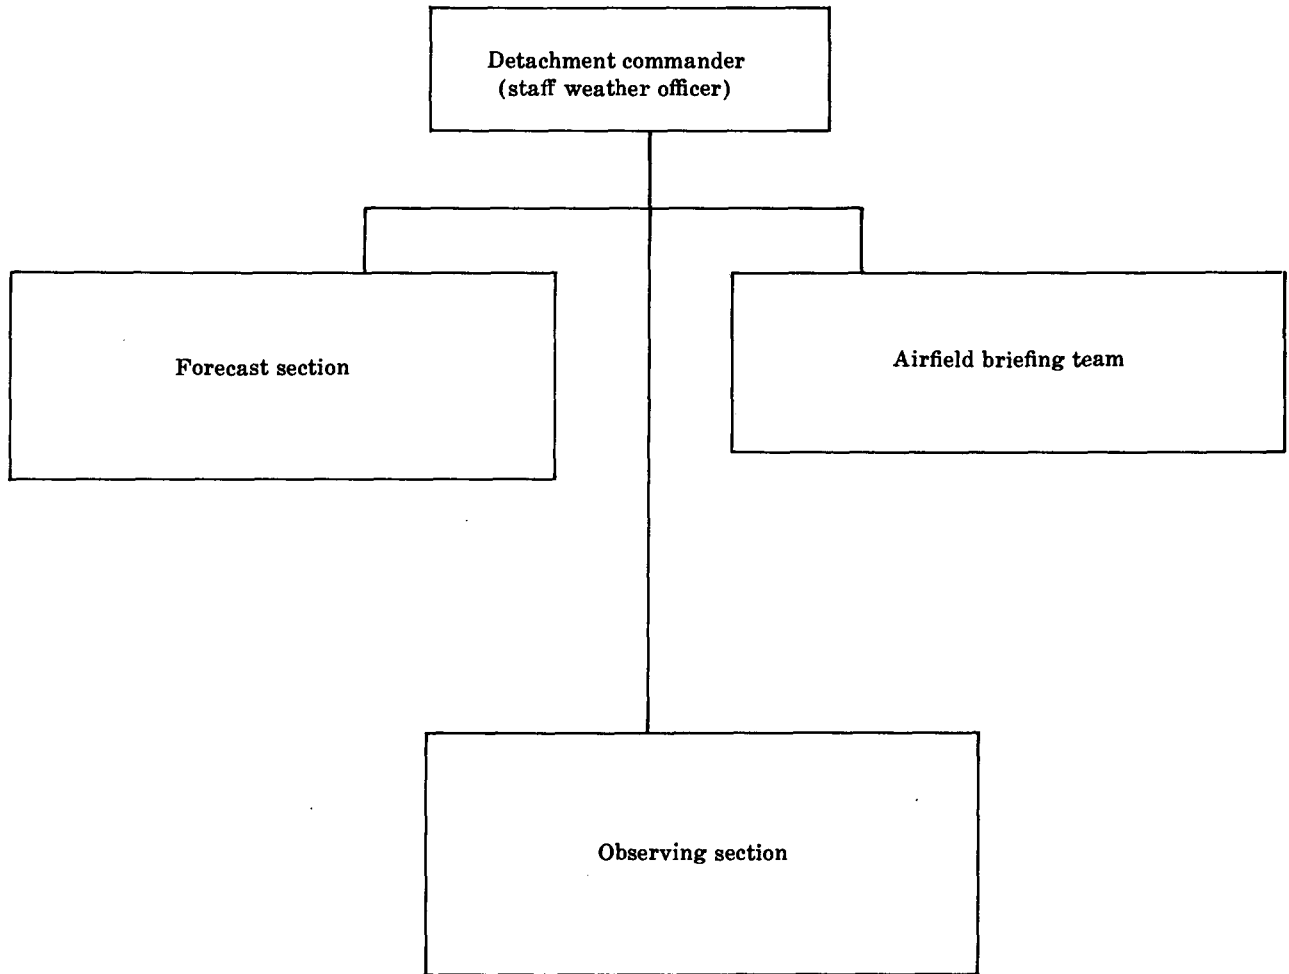 Detachment commander
(staff weather officer)
Forecast section
Airfield briefing team
Observing section